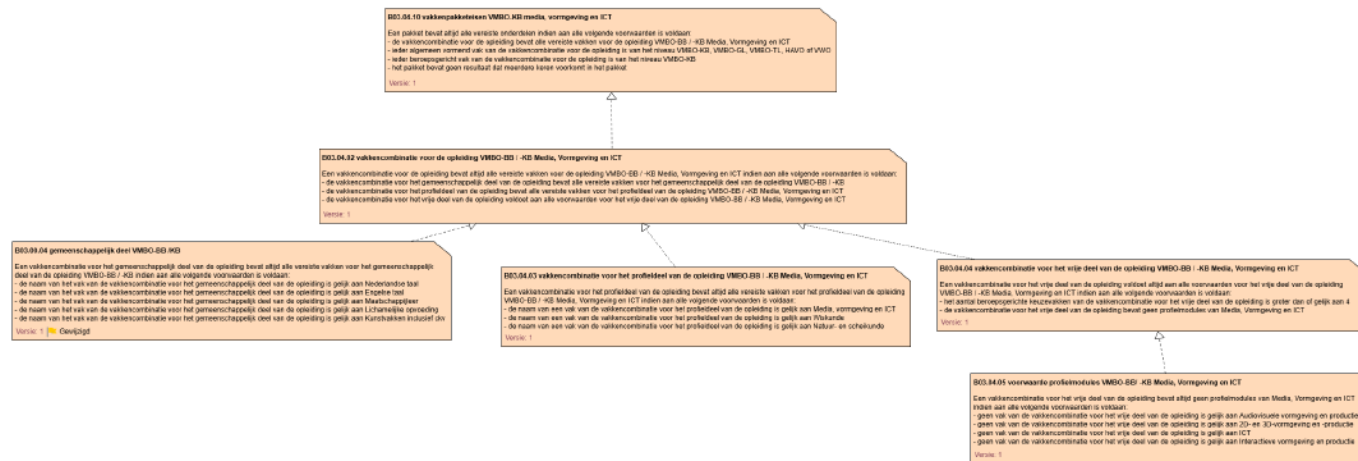 B03.04.10 vakkenpakketeisen VMBO-KB media, vormgeving en ICT
Een pakket bevat altijd alle vereiste onderdelen indien aan alle volgende voorwaarden is voldaan:
- de vakkencombinatie voor de opleiding bevat alle vereiste vakken voor de opleiding VMBO-BB / -KB Media, Vormgeving en ICT
- ieder algemeen vormend vak van de vakkencombinatie voor de opleiding is van het niveau VMBO-KB, VMBO-GL, VMBO-TL, HAVO of VWO
- ieder beroepsgericht vak van de vakkencombinatie voor de opleiding is van het niveau VMBO-KB
- het pakket bevat geen resultaat dat meerdere keren voorkomt in het pakket
Versie: 1
B03.04.02 vakkencombinatie voor de opleiding VMBO-BB / -KB Media, Vormgeving en ICT
Een vakkencombinatie voor de opleiding bevat altijd alle vereiste vakken voor de opleiding VMBO-BB / -KB Media, Vormgeving en ICT indien aan alle volgende voorwaarden is voldaan:
- de vakkencombinatie voor het gemeenschappelijk deel van de opleiding bevat alle vereiste vakken voor het gemeenschappelijk deel van de opleiding VMBO-BB / -KB
- de vakkencombinatie voor het profieldeel van de opleiding bevat alle vereiste vakken voor het profieldeel van de opleiding VMBO-BB / -KB Media, Vormgeving en ICT
- de vakkencombinatie voor het vrije deel van de opleiding voldoet aan alle voorwaarden voor het vrije deel van de opleiding VMBO-BB / -KB Media, Vormgeving en ICT
Versie: 1
B03.00.04 gemeenschappelijk deel VMBO-BB /KB
Een vakkencombinatie voor het gemeenschappelijk deel van de opleiding bevat altijd alle vereiste vakken voor het gemeenschappelijk
deel van de opleiding VMBO-BB / -KB indien aan alle volgende voorwaarden is voldaan:
- de naam van het vak van de vakkencombinatie voor het gemeenschappelijk deel van de opleiding is gelijk aan Nederlandse taal
- de naam van het vak van de vakkencombinatie voor het gemeenschappelijk deel van de opleiding is gelijk aan Engelse taal
- de naam van het vak van de vakkencombinatie voor het gemeenschappelijk deel van de opleiding is gelijk aan Maatschappijleer
- de naam van het vak van de vakkencombinatie voor het gemeenschappelijk deel van de opleiding is gelijk aan Lichamelijke opvoeding
- de naam van het vak van de vakkencombinatie voor het gemeenschappelijk deel van de opleiding is gelijk aan Kunstvakken inclusief ckv
Versie: 1 Gewijzigd
B03.04.03 vakkencombinatie voor het profieldeel van de opleiding VMBO-BB / -KB Media, Vormgeving en ICT
Een vakkencombinatie voor het profieldeel van de opleiding bevat altijd alle vereiste vakken voor het profieldeel van de opleiding
VMBO-BB / -KB Media, Vormgeving en ICT indien aan alle volgende voorwaarden is voldaan:
- de naam van een vak van de vakkencombinatie voor het profieldeel van de opleiding is gelijk aan Media, vormgeving en ICT
- de naam van een vak van de vakkencombinatie voor het profieldeel van de opleiding is gelijk aan Wiskunde
- de naam van een vak van de vakkencombinatie voor het profieldeel van de opleiding is gelijk aan Natuur- en scheikunde
Versie: 1
B03.04.04 vakkencombinatie voor het vrije deel van de opleiding VMBO-BB / -KB Media, Vormgeving en ICT
Een vakkencombinatie voor het vrije deel van de opleiding voldoet altijd aan alle voorwaarden voor het vrije deel van de opleiding
VMBO-BB / -KB Media, Vormgeving en ICT indien aan alle volgende voorwaarden is voldaan:
- het aantal beroepsgerichte keuzevakken van de vakkencombinatie voor het vrije deel van de opleiding is groter dan of gelijk aan 4
- de vakkencombinatie voor het vrije deel van de opleiding bevat geen profielmodules van Media, Vormgeving en ICT
Versie: 1
B03.04.05 voorwaarde profielmodules VMBO-BB/ -KB Media, Vormgeving en ICT
Een vakkencombinatie voor het vrije deel van de opleiding bevat altijd geen profielmodules van Media, Vormgeving en ICT
indien aan alle volgende voorwaarden is voldaan:
- geen vak van de vakkencombinatie voor het vrije deel van de opleiding is gelijk aan Audiovisuele vormgeving en productie
- geen vak van de vakkencombinatie voor het vrije deel van de opleiding is gelijk aan 2D- en 3D-vormgeving en -productie
- geen vak van de vakkencombinatie voor het vrije deel van de opleiding is gelijk aan ICT
- geen vak van de vakkencombinatie voor het vrije deel van de opleiding is gelijk aan Interactieve vormgeving en productie
Versie: 1